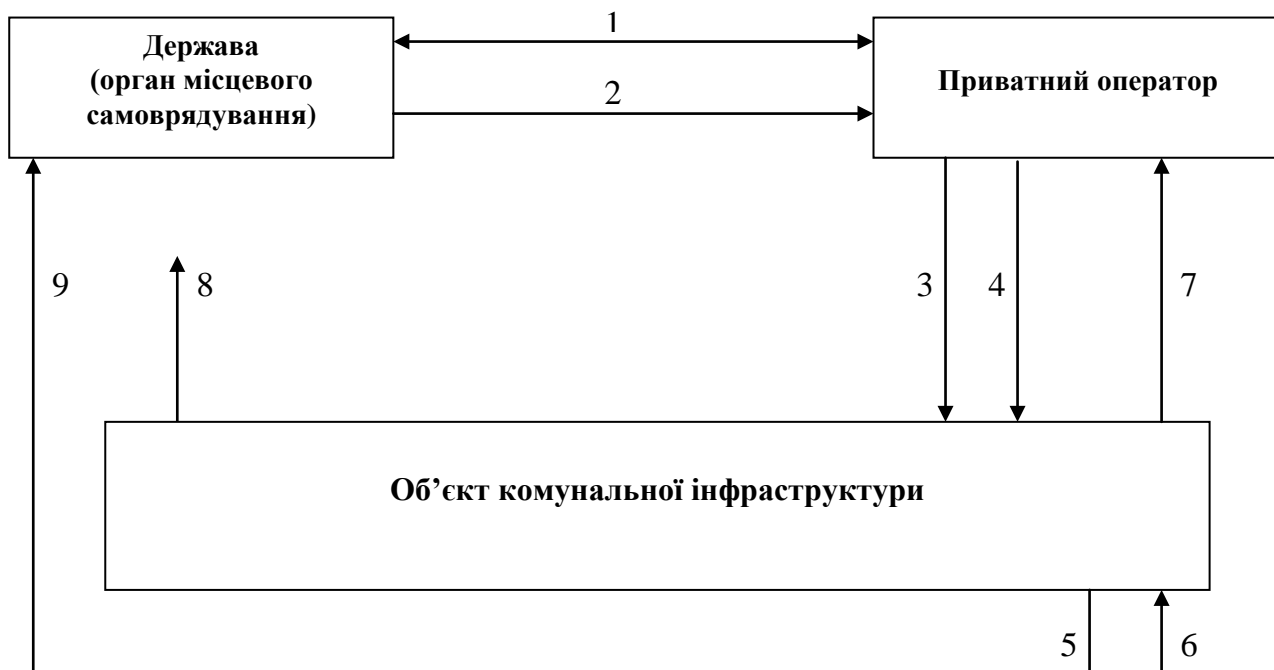 1
Держава
(орган місцевого
самоврядування)
Приватний оператор
2
9
8
3
4
7
Об’єкт комунальної інфраструктури
5
6